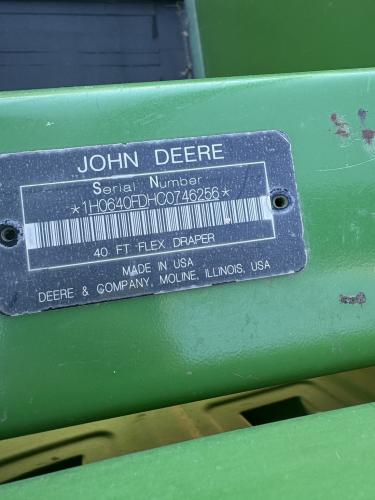 JOHN DEERE
Serial Number
*1H0640FDHC0746256*
40 FT FLEX DRAPER
MADE IN USA
DEERE & COMPANY, MOLINE, ILLINOIS, USA